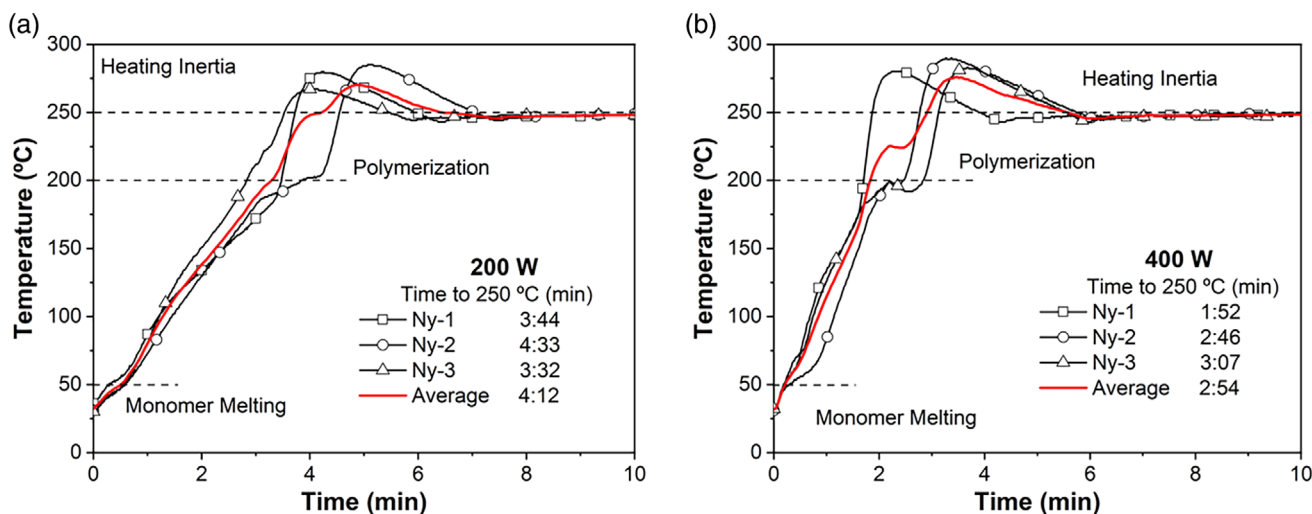 (a)
300
250
200
150
100
50
0
Temperature (ºC)
Heating Inertia
Polymerization
Monomer Melting
200 W
Time to 250 ºC (min)
Ny-1 3:44
Ny-2 4:33
Ny-3 3:32
Average 4:12
0 2 4 6 8 10
Time (min)
(b)
300
250
200
150
100
50
0
Temperature (ºC)
Heating Inertia
Polymerization
Monomer Melting
400 W
Time to 250 ºC (min)
Ny-1 1:52
Ny-2 2:46
Ny-3 3:07
Average 2:54
0 2 4 6 8 10
Time (min)